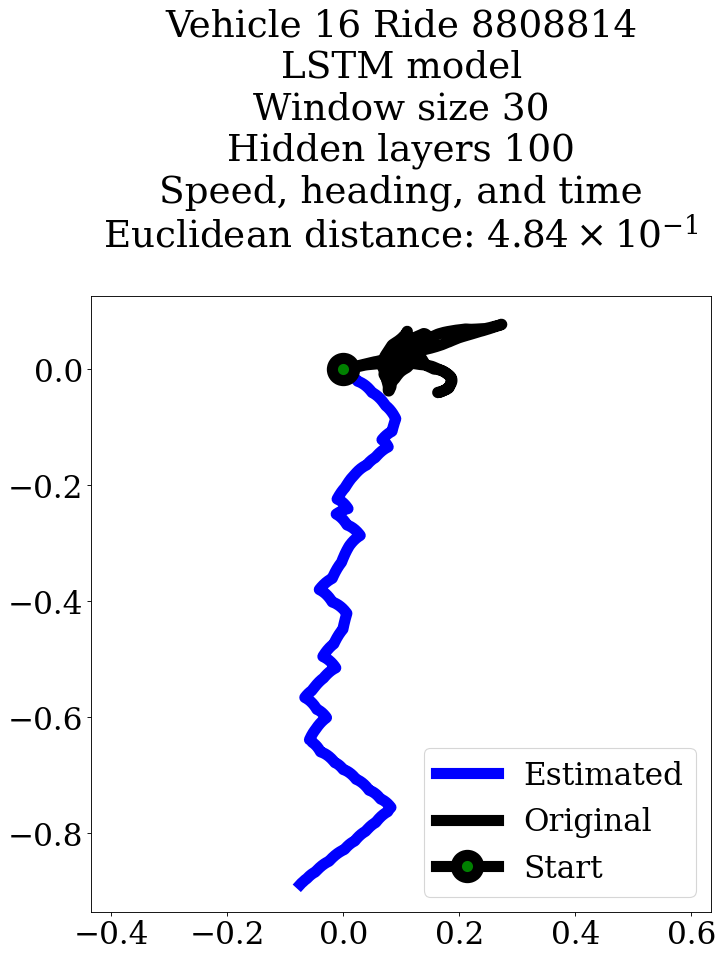 Vehicle 16 Ride 8808814
LSTM model
Window size 30
Hidden layers 100
Speed, heading, and time
Euclidean distance: 4.84 × 10⁻¹
0.0
−0.2
−0.4
−0.6
−0.8
Estimated
Original
Start
−0.4 −0.2 0.0 0.2 0.4 0.6